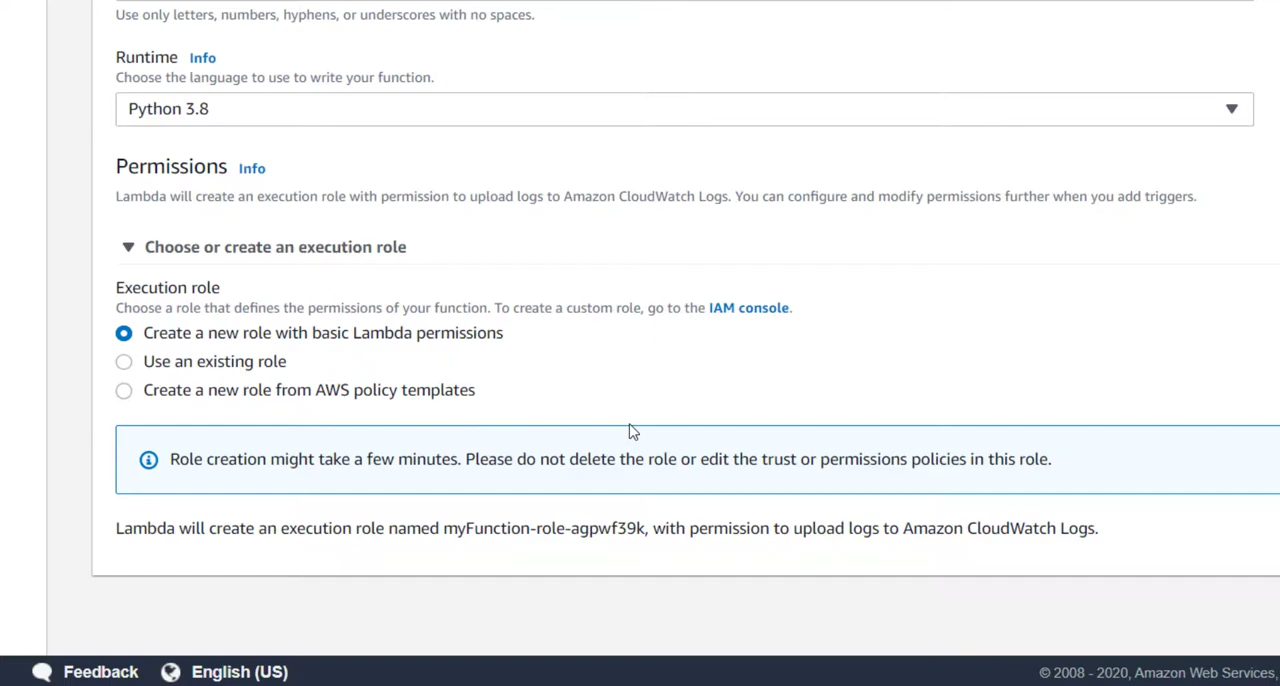 Use only letters, numbers, hyphens, or underscores with no spaces.
Runtime Info
Choose the language to use to write your function.
Python 3.8
Permissions Info
Lambda will create an execution role with permission to upload logs to Amazon CloudWatch Logs. You can configure and modify permissions further when you add triggers.
Choose or create an execution role
Execution role
Choose a role that defines the permissions of your function. To create a custom role, go to the IAM console.
Create a new role with basic Lambda permissions
Use an existing role
Create a new role from AWS policy templates
Role creation might take a few minutes. Please do not delete the role or edit the trust or permissions policies in this role.
Lambda will create an execution role named myFunction-role-agpwf39k, with permission to upload logs to Amazon CloudWatch Logs.
Feedback English (US) © 2008 - 2020, Amazon Web Services,